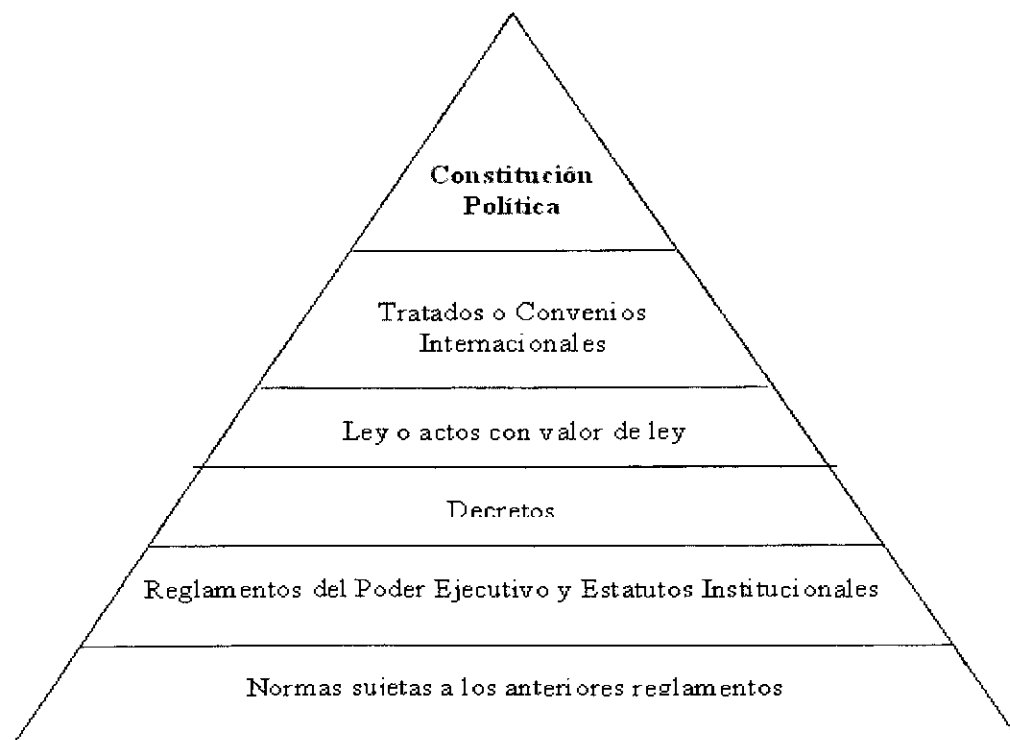 Constitución
Política
Tratados o Convenios
Internacionales
Ley o actos con valor de ley
Decretos
Reglamentos del Poder Ejecutivo y Estatutos Institucionales
Normas sujetas a los anteriores reglamentos